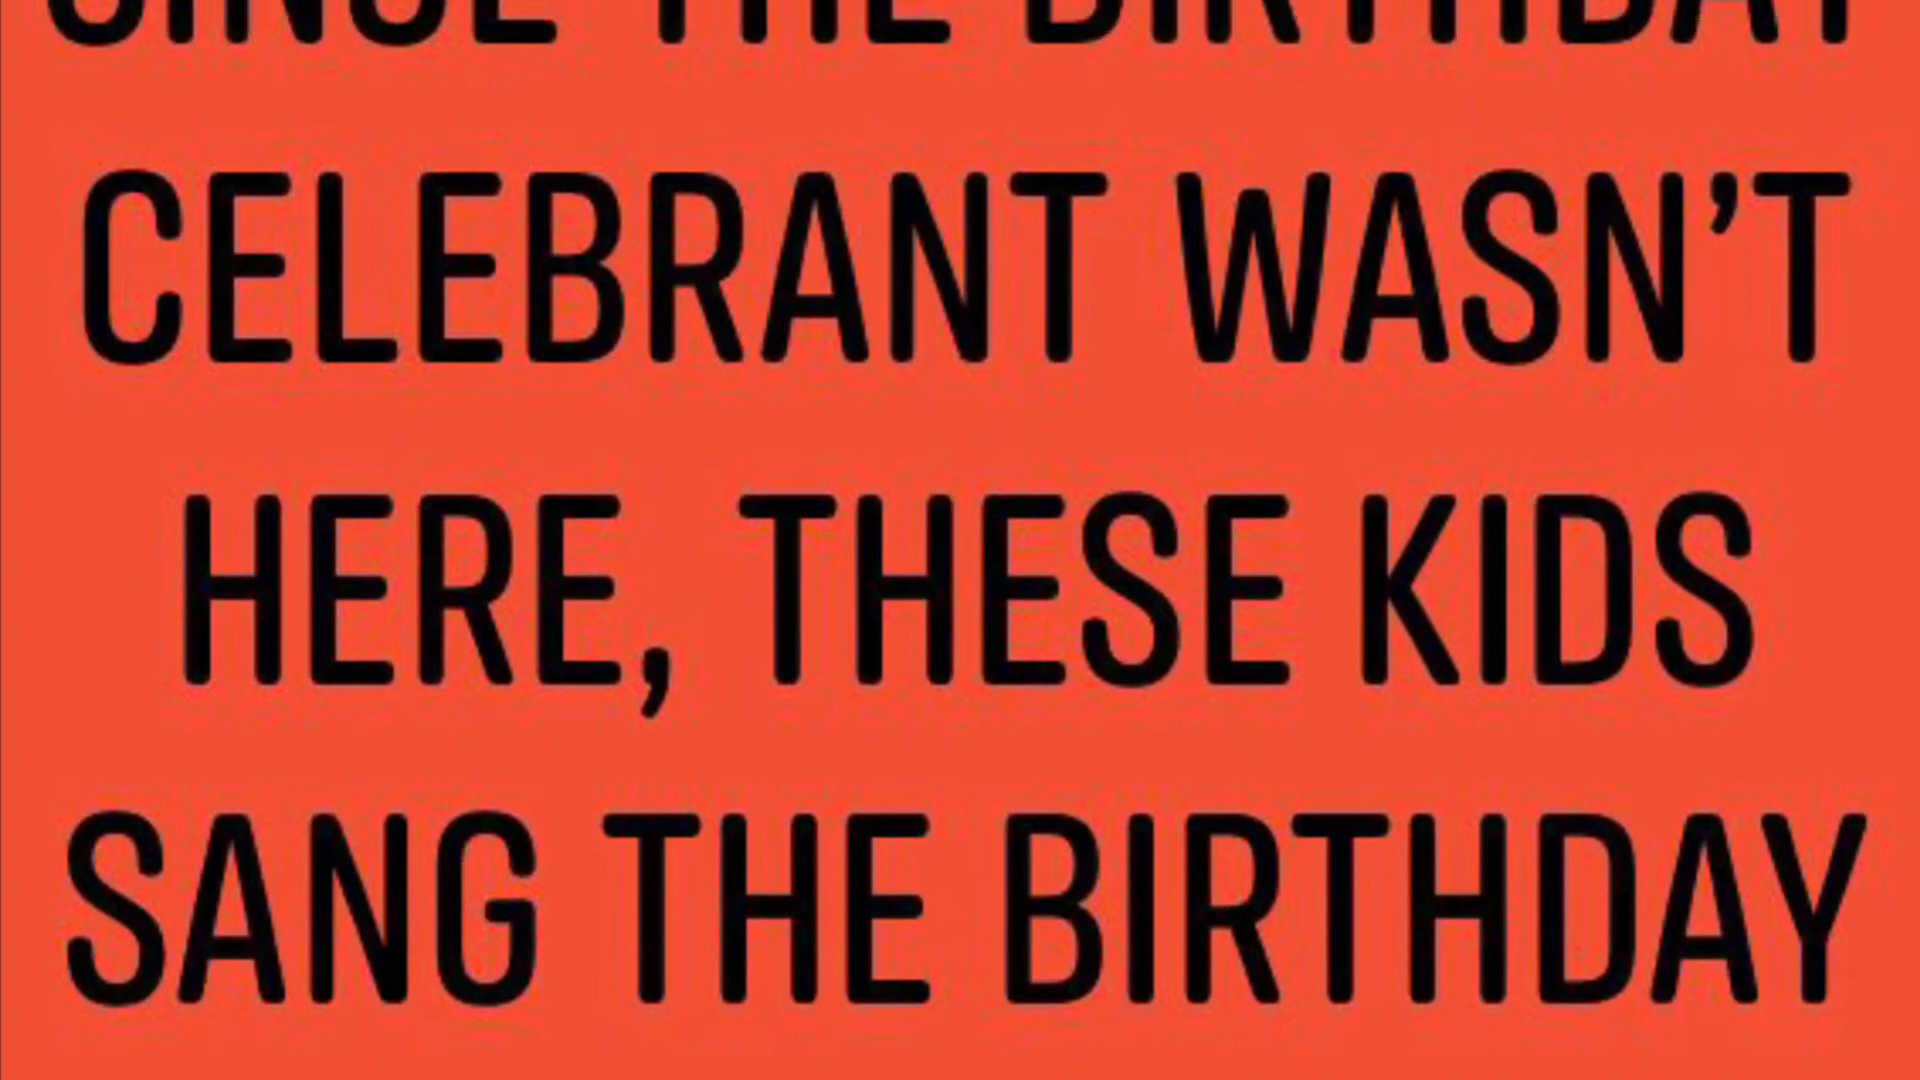 SINCE THE BIRTHDAY
CELEBRANT WASN’T
HERE, THESE KIDS
SANG THE BIRTHDAY